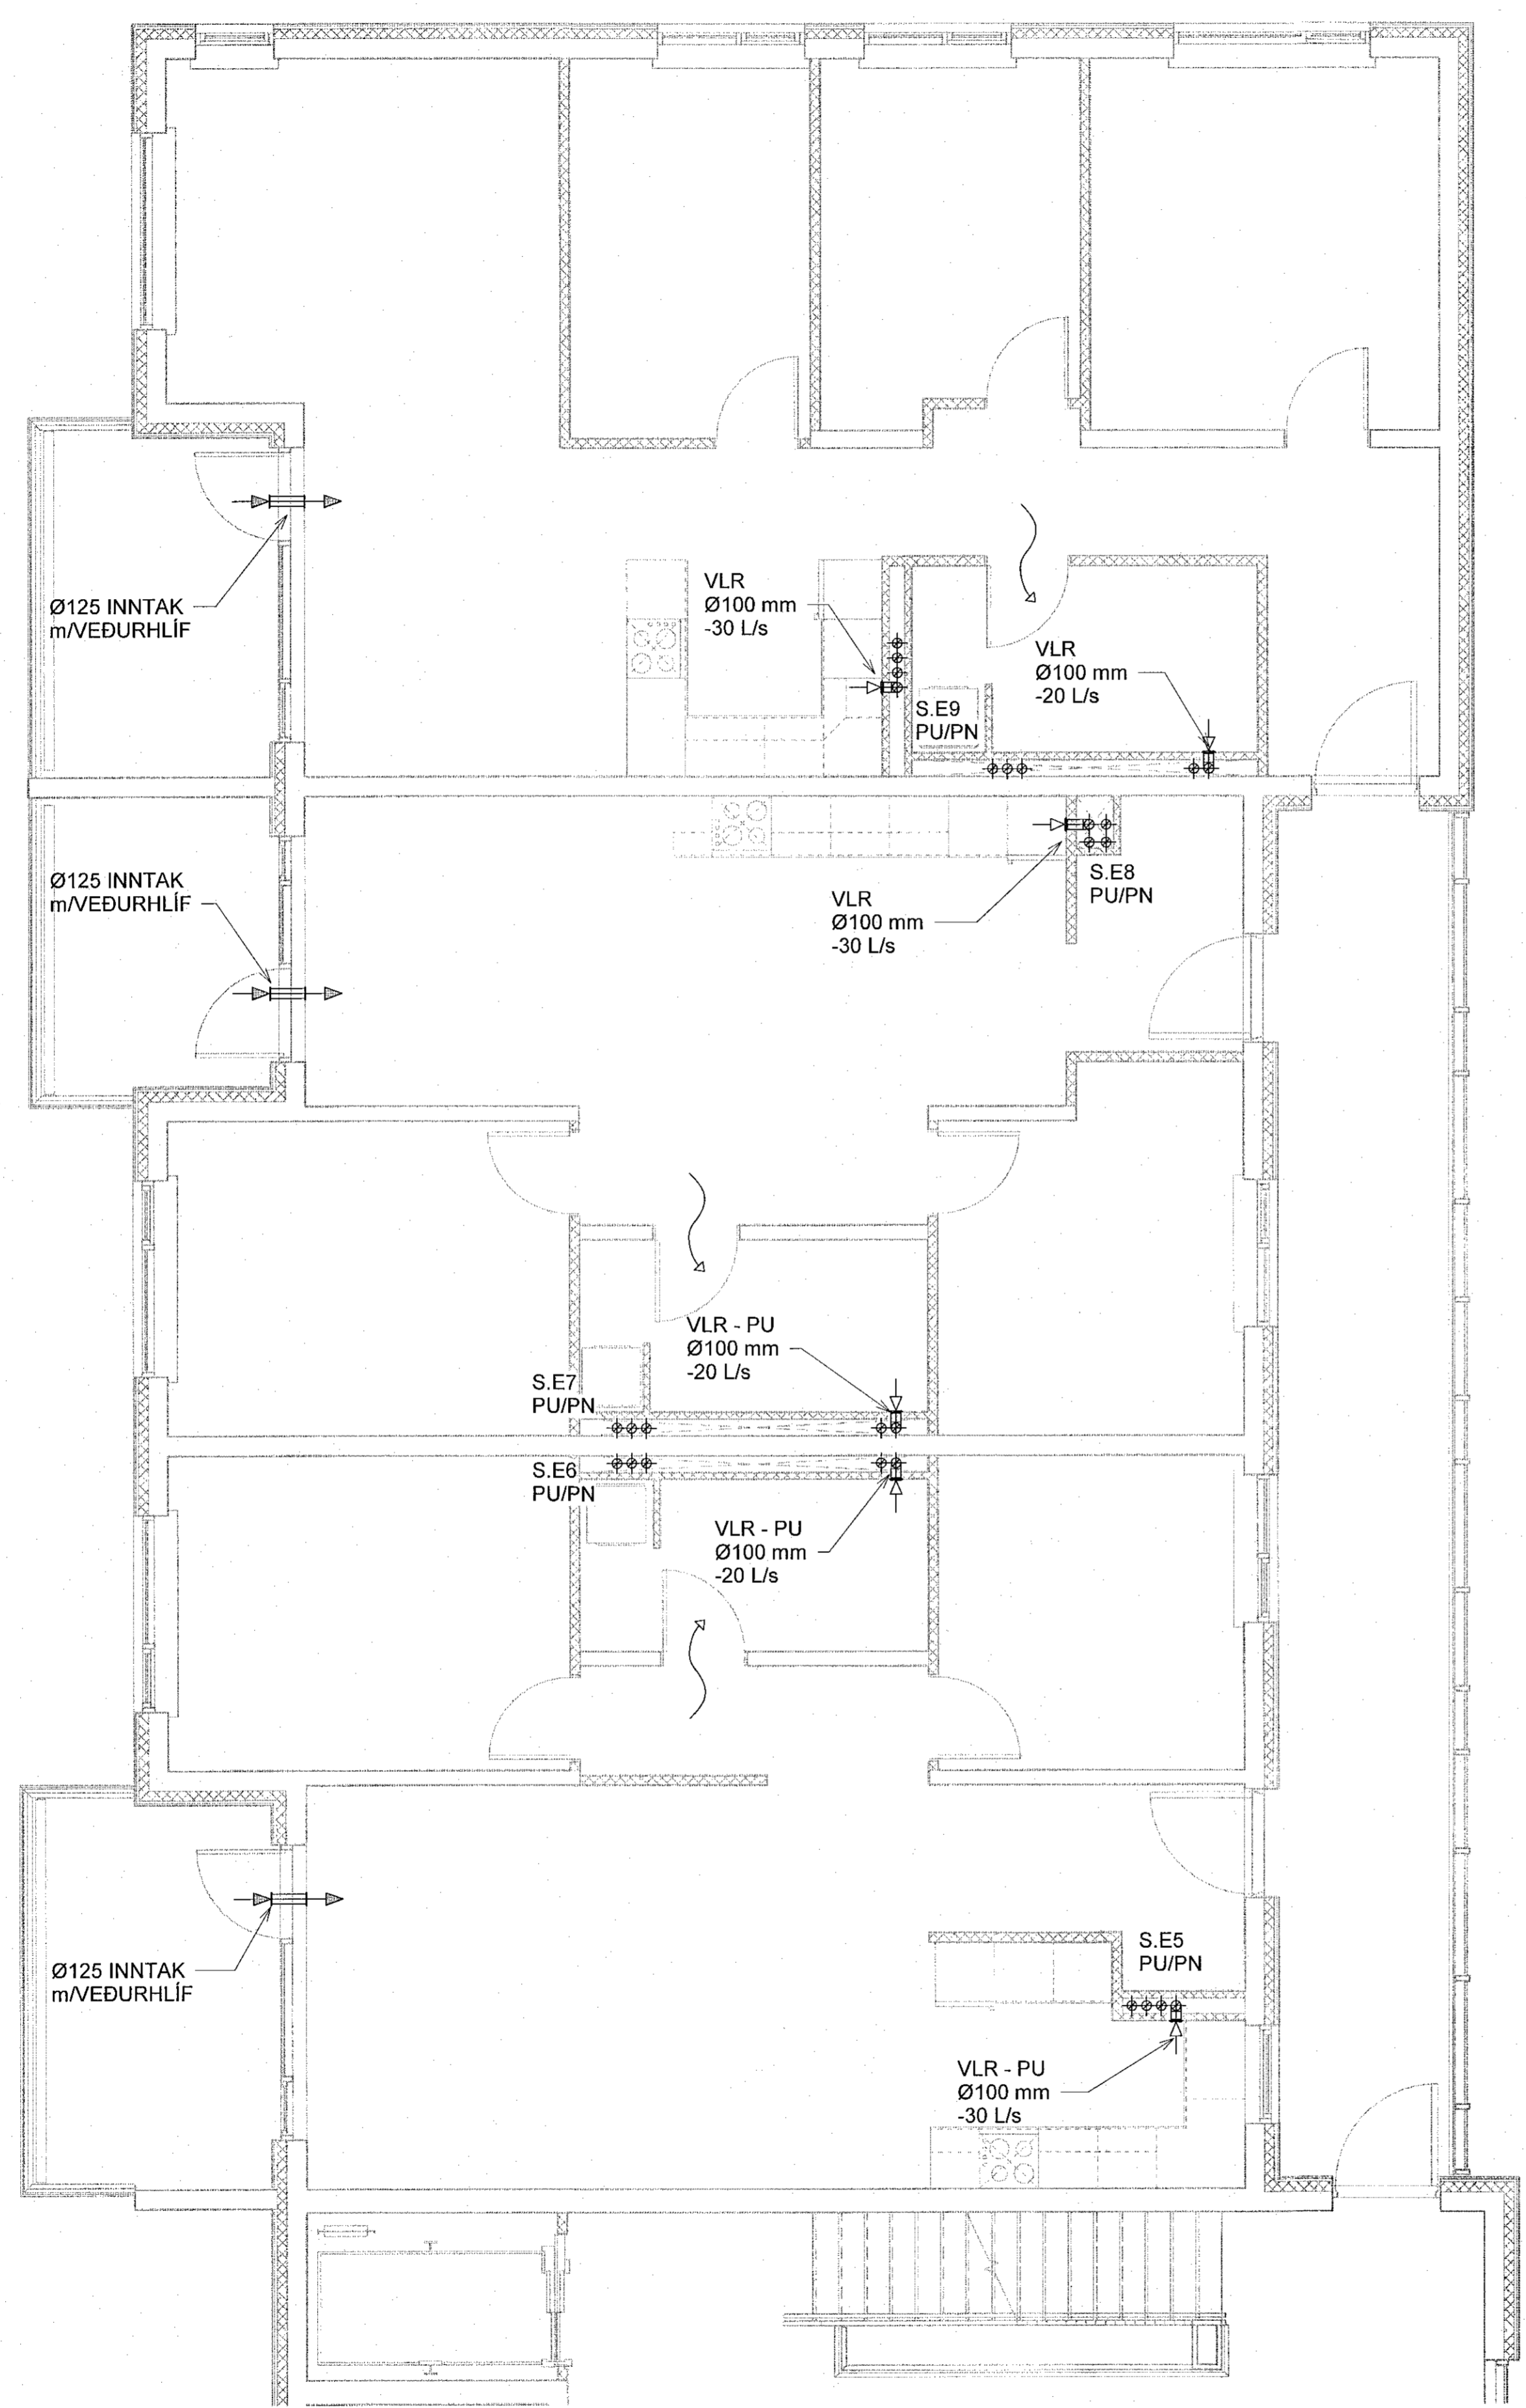 Ø125 INNTAK
m/VEÐURHLÍF
VLR
Ø100 mm
-30 L/s
VLR
Ø100 mm
-20 L/s
S.E9
PU/PN
Ø125 INNTAK
m/VEÐURHLÍF
VLR
Ø100 mm
-30 L/s
S.E8
PU/PN
VLR - PU
Ø100 mm
-20 L/s
S.E7
PU/PN
S.E6
PU/PN
VLR - PU
Ø100 mm
-20 L/s
Ø125 INNTAK
m/VEÐURHLÍF
S.E5
PU/PN
VLR - PU
Ø100 mm
-30 L/s